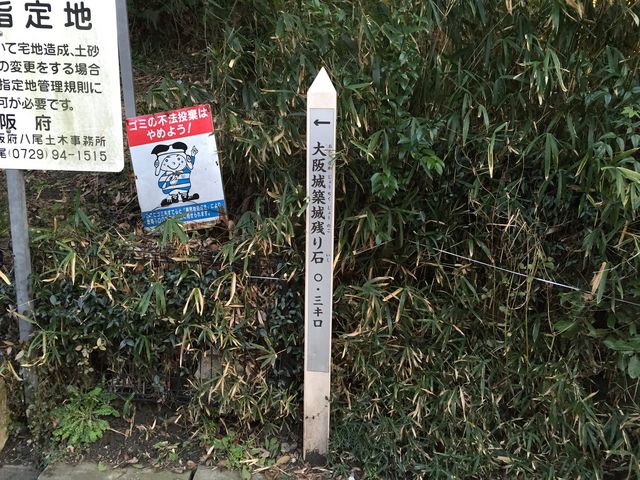 指定地
いて宅地造成、土砂
の変更をする場合
指定地管理規則に
可が必要です。
阪府
阪府八尾土木事務所
尾(0729)94-1515
ゴミの不法投棄は
やめよう!
←
大阪城築城残り石
〇・三キロ